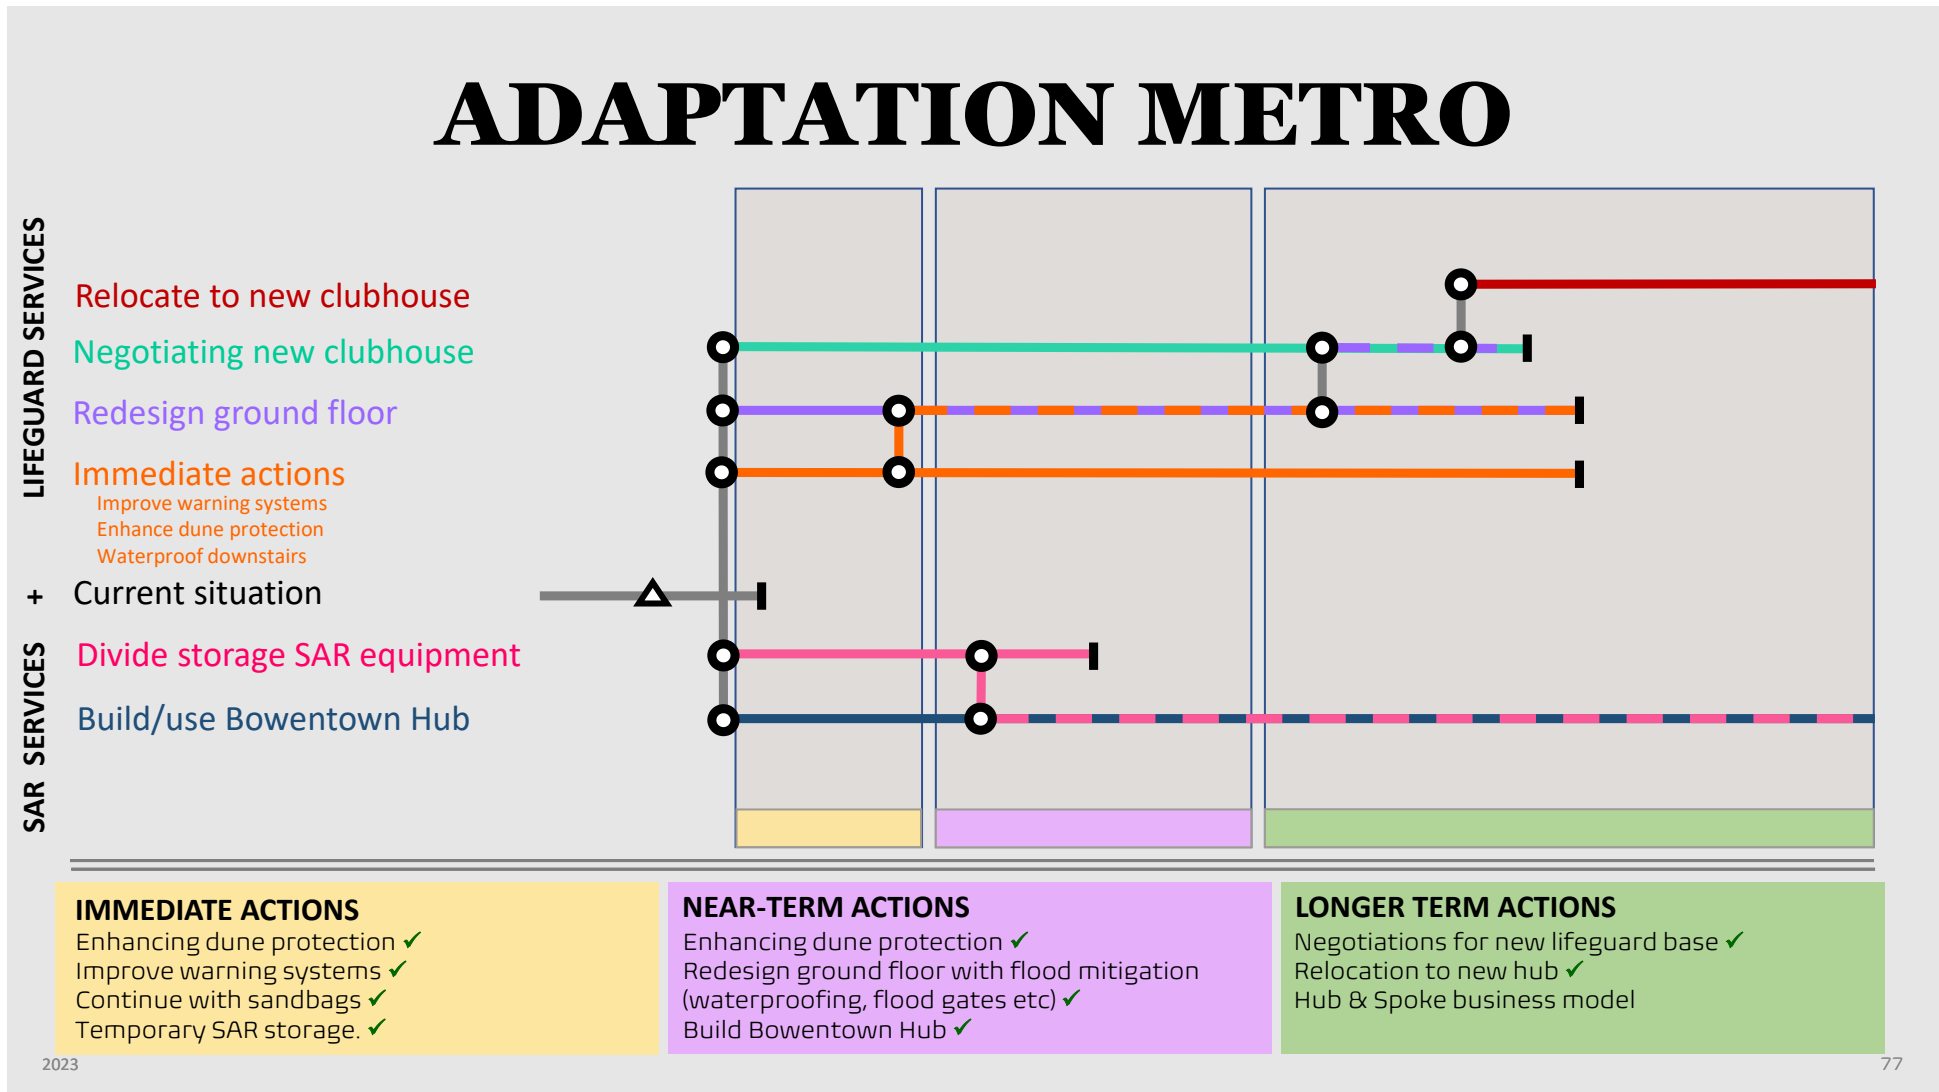 ADAPTATION METRO
LIFEGUARD SERVICES
+
SAR SERVICES
Relocate to new clubhouse
Negotiating new clubhouse
Redesign ground floor
Immediate actions
Improve warning systems
Enhance dune protection
Waterproof downstairs
Current situation
Divide storage SAR equipment
Build/use Bowentown Hub
IMMEDIATE ACTIONS
Enhancing dune protection ✓
Improve warning systems ✓
Continue with sandbags ✓
Temporary SAR storage. ✓
NEAR-TERM ACTIONS
Enhancing dune protection ✓
Redesign ground floor with flood mitigation
(waterproofing, flood gates etc) ✓
Build Bowentown Hub ✓
LONGER TERM ACTIONS
Negotiations for new lifeguard base ✓
Relocation to new hub ✓
Hub & Spoke business model
2023
77